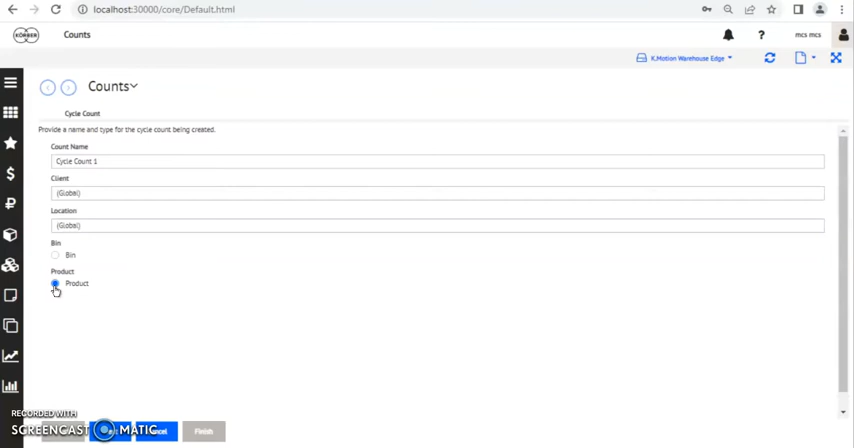 localhost:30000/core/Default.html
KÖRBER
Counts
?
mcs mcs
K.Motion Warehouse Edge
Counts
Cycle Count
Provide a name and type for the cycle count being created.
Count Name
Cycle Count 1
Client
(Global)
Location
(Global)
Bin
Bin
Product
Product
RECORDED WITH
SCREENCAST MATIC
Finish